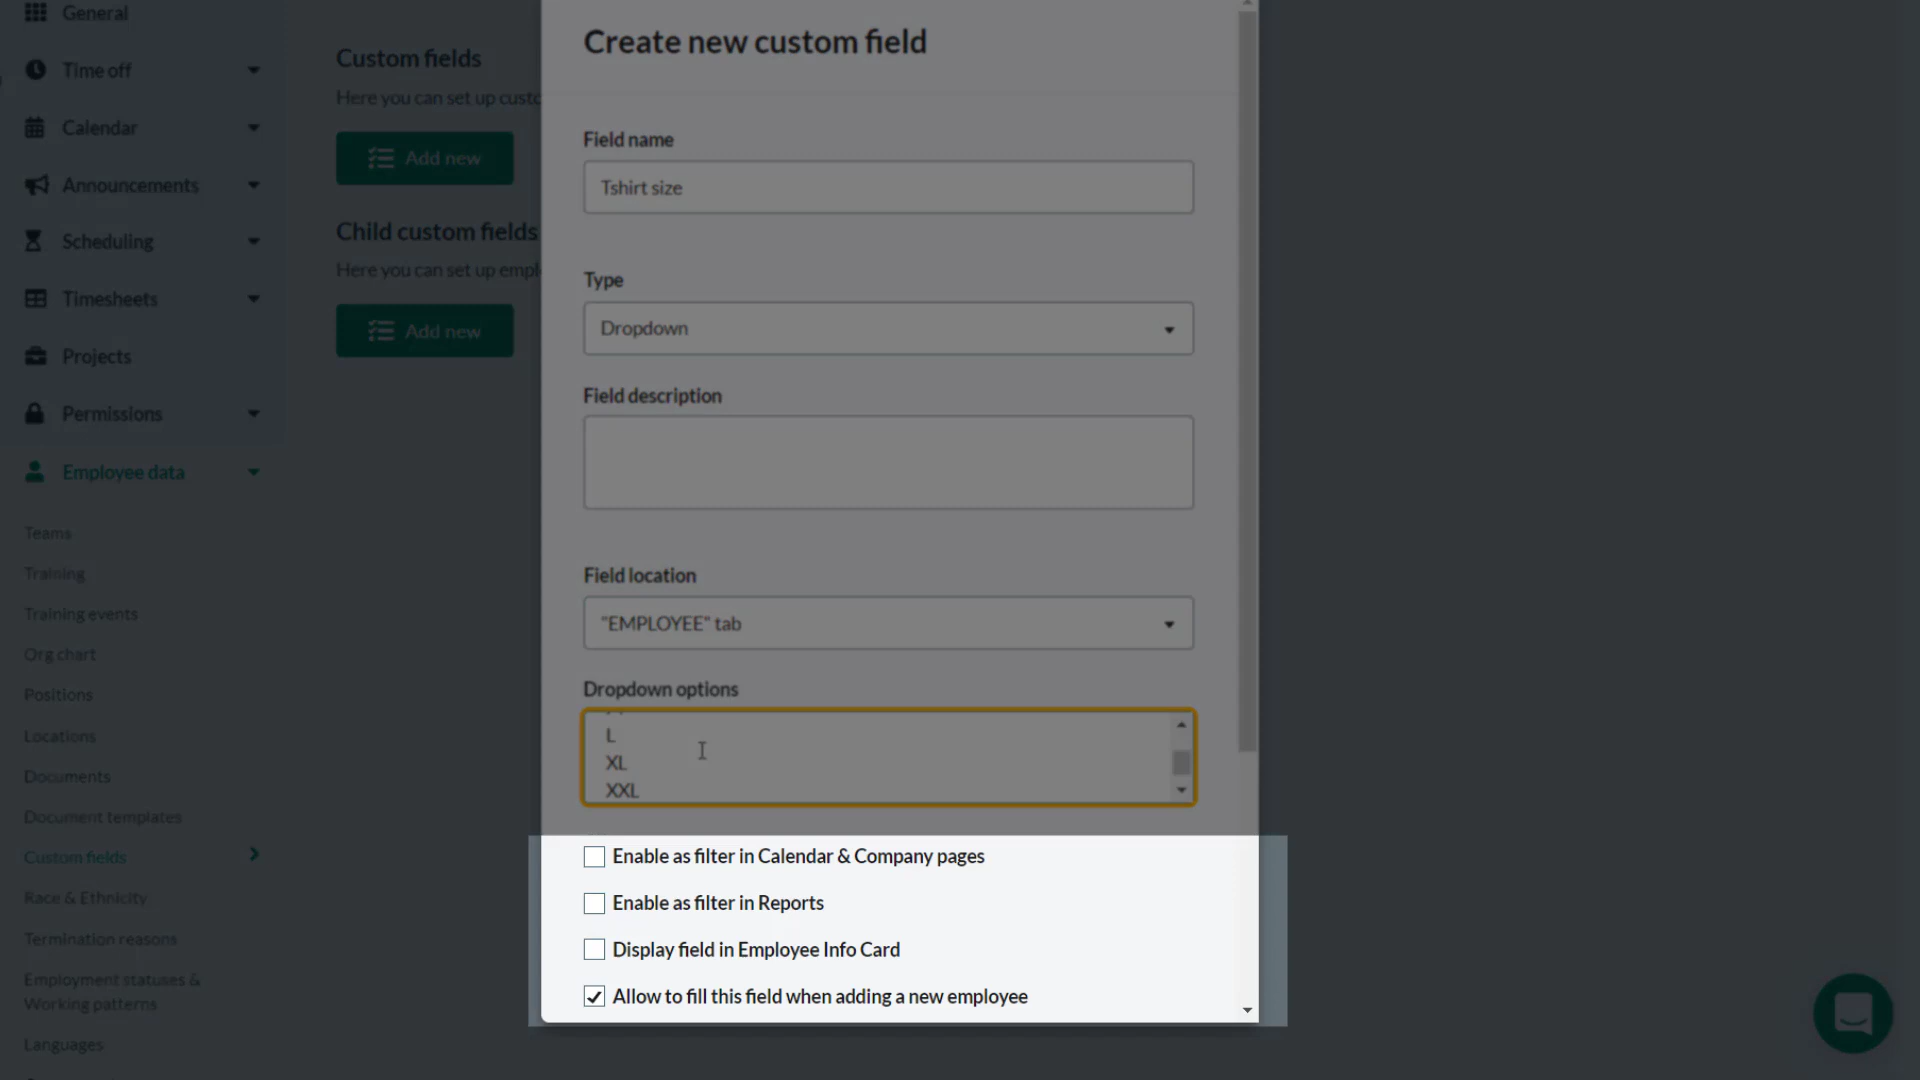 General
Time off
Calendar
Announcements
Scheduling
Timesheets
Projects
Permissions
Employee data
Teams
Training
Training events
Org chart
Positions
Locations
Documents
Document templates
Custom fields
Race & Ethnicity
Termination reasons
Employment statuses &
Working patterns
Languages
Custom fields
Here you can set up custo
Add new
Child custom fields
Here you can set up empl
Add new
Create new custom field
Field name
Tshirt size
Type
Dropdown
Field description
Field location
"EMPLOYEE" tab
Dropdown options
L
XL
XXL
Enable as filter in Calendar & Company pages
Enable as filter in Reports
Display field in Employee Info Card
Allow to fill this field when adding a new employee